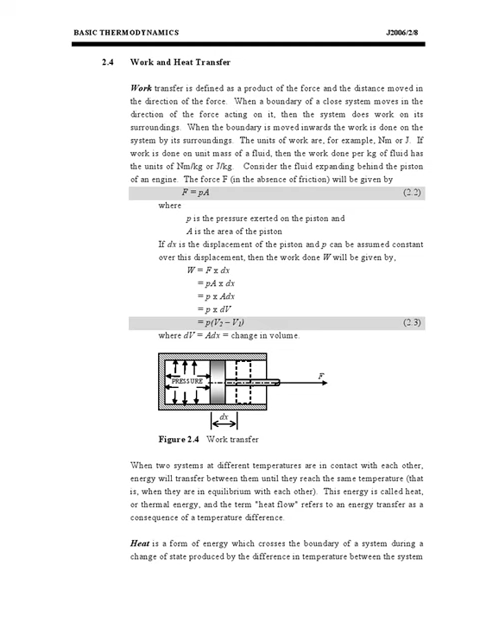 BASIC THERMODYNAMICS J2006/2/8
2.4 Work and Heat Transfer
Work transfer is defined as a product of the force and the distance moved in
the direction of the force. When a boundary of a close system moves in the
direction of the force acting on it, then the system does work on its
surroundings. When the boundary is moved inwards the work is done on the
system by its surroundings. The units of work are, for example, Nm or J. If
work is done on unit mass of a fluid, then the work done per kg of fluid has
the units of Nm/kg or J/kg. Consider the fluid expanding behind the piston
of an engine. The force F (in the absence of friction) will be given by
F = pA (2.2)
where
p is the pressure exerted on the piston and
A is the area of the piston
If dx is the displacement of the piston and p can be assumed constant
over this displacement, then the work done W will be given by,
W = F x dx
= pA x dx
= p x Adx
= p x dV
= p(V2 – V1) (2.3)
where dV = Adx = change in volume.
PRESSURE
F
dx
Figure 2.4 Work transfer
When two systems at different temperatures are in contact with each other,
energy will transfer between them until they reach the same temperature (that
is, when they are in equilibrium with each other). This energy is called heat,
or thermal energy, and the term "heat flow" refers to an energy transfer as a
consequence of a temperature difference.
Heat is a form of energy which crosses the boundary of a system during a
change of state produced by the difference in temperature between the system